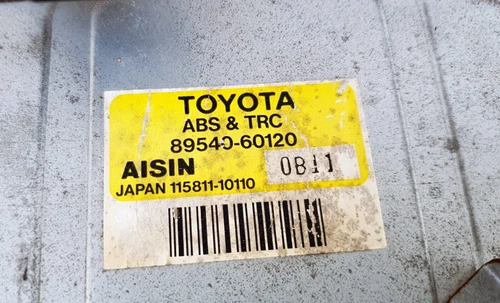 TOYOTA
ABS & TRC
89540-60120
AISIN 0B11
JAPAN 115811-10110